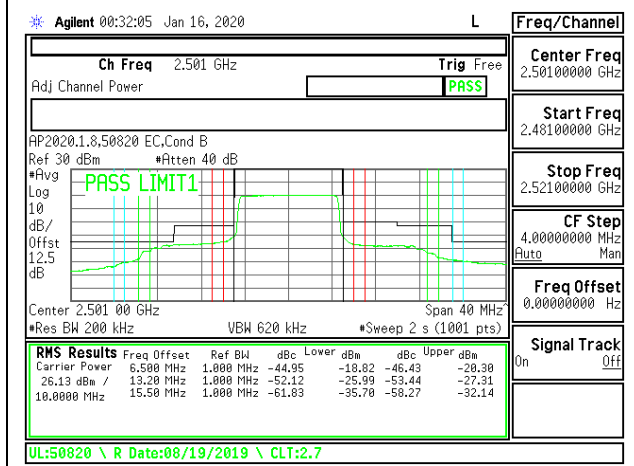 Agilent 00:32:05 Jan 16, 2020 L
Ch Freq 2.501 GHz Trig Free
Adj Channel Power PASS
AP2020.1.8,50820 EC,Cond B
Ref 30 dBm #Atten 40 dB
#Avg
Log
10
dB/
Offst
12.5
dB
PASS LIMIT1
Center 2.501 00 GHz Span 40 MHz^
#Res BW 200 kHz VBW 620 kHz #Sweep 2 s (1001 pts)
RMS Results Freq Offset Ref BW dBc Lower dBm dBc Upper dBm
Carrier Power 6.500 MHz 1.000 MHz -44.95 -18.82 -46.43 -20.30
26.13 dBm / 13.20 MHz 1.000 MHz -52.12 -25.99 -53.44 -27.31
10.0000 MHz 15.50 MHz 1.000 MHz -61.83 -35.70 -58.27 -32.14
UL:50820 \ R Date:08/19/2019 \ CLT:2.7
Freq/Channel
Center Freq
2.50100000 GHz
Start Freq
2.48100000 GHz
Stop Freq
2.52100000 GHz
CF Step
4.00000000 MHz
Auto Man
Freq Offset
0.00000000 Hz
Signal Track
On Off